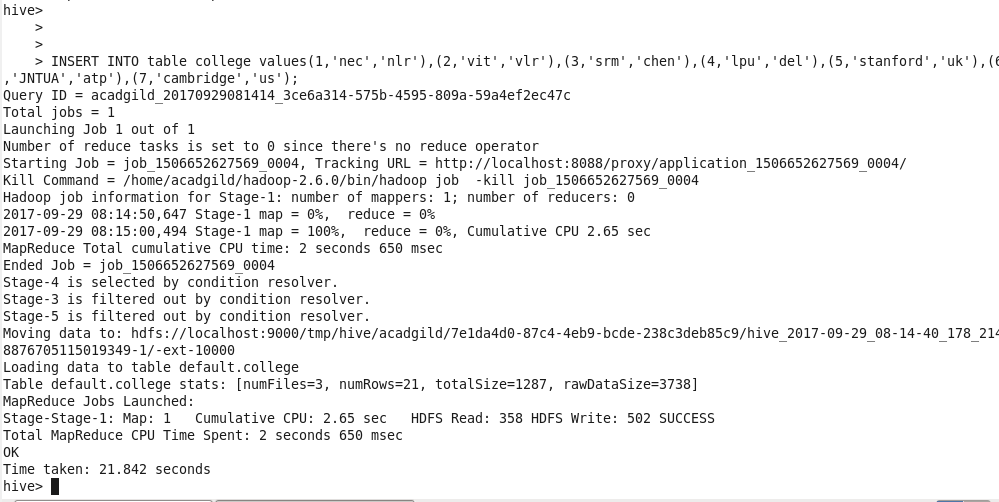 hive>
>
>
> INSERT INTO table college values(1,'nec','nlr'),(2,'vit','vlr'),(3,'srm','chen'),(4,'lpu','del'),(5,'stanford','uk'),(6
,'JNTUA','atp'),(7,'cambridge','us');
Query ID = acadgild_20170929081414_3ce6a314-575b-4595-809a-59a4ef2ec47c
Total jobs = 1
Launching Job 1 out of 1
Number of reduce tasks is set to 0 since there's no reduce operator
Starting Job = job_1506652627569_0004, Tracking URL = http://localhost:8088/proxy/application_1506652627569_0004/
Kill Command = /home/acadgild/hadoop-2.6.0/bin/hadoop job  -kill job_1506652627569_0004
Hadoop job information for Stage-1: number of mappers: 1; number of reducers: 0
2017-09-29 08:14:50,647 Stage-1 map = 0%,  reduce = 0%
2017-09-29 08:15:00,494 Stage-1 map = 100%,  reduce = 0%, Cumulative CPU 2.65 sec
MapReduce Total cumulative CPU time: 2 seconds 650 msec
Ended Job = job_1506652627569_0004
Stage-4 is selected by condition resolver.
Stage-3 is filtered out by condition resolver.
Stage-5 is filtered out by condition resolver.
Moving data to: hdfs://localhost:9000/tmp/hive/acadgild/7e1da4d0-87c4-4eb9-bcde-238c3deb85c9/hive_2017-09-29_08-14-40_178_214
8876705115019349-1/-ext-10000
Loading data to table default.college
Table default.college stats: [numFiles=3, numRows=21, totalSize=1287, rawDataSize=3738]
MapReduce Jobs Launched:
Stage-Stage-1: Map: 1   Cumulative CPU: 2.65 sec   HDFS Read: 358 HDFS Write: 502 SUCCESS
Total MapReduce CPU Time Spent: 2 seconds 650 msec
OK
Time taken: 21.842 seconds
hive>